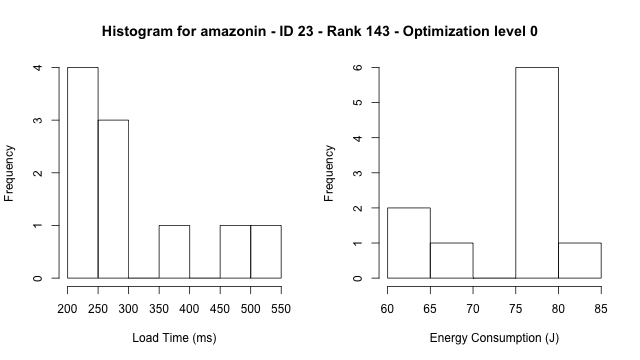 Histogram for amazonin - ID 23 - Rank 143 - Optimization level 0
Frequency
0 1 2 3 4
200 250 300 350 400 450 500 550
Load Time (ms)
Frequency
0 1 2 3 4 5 6
60 65 70 75 80 85
Energy Consumption (J)